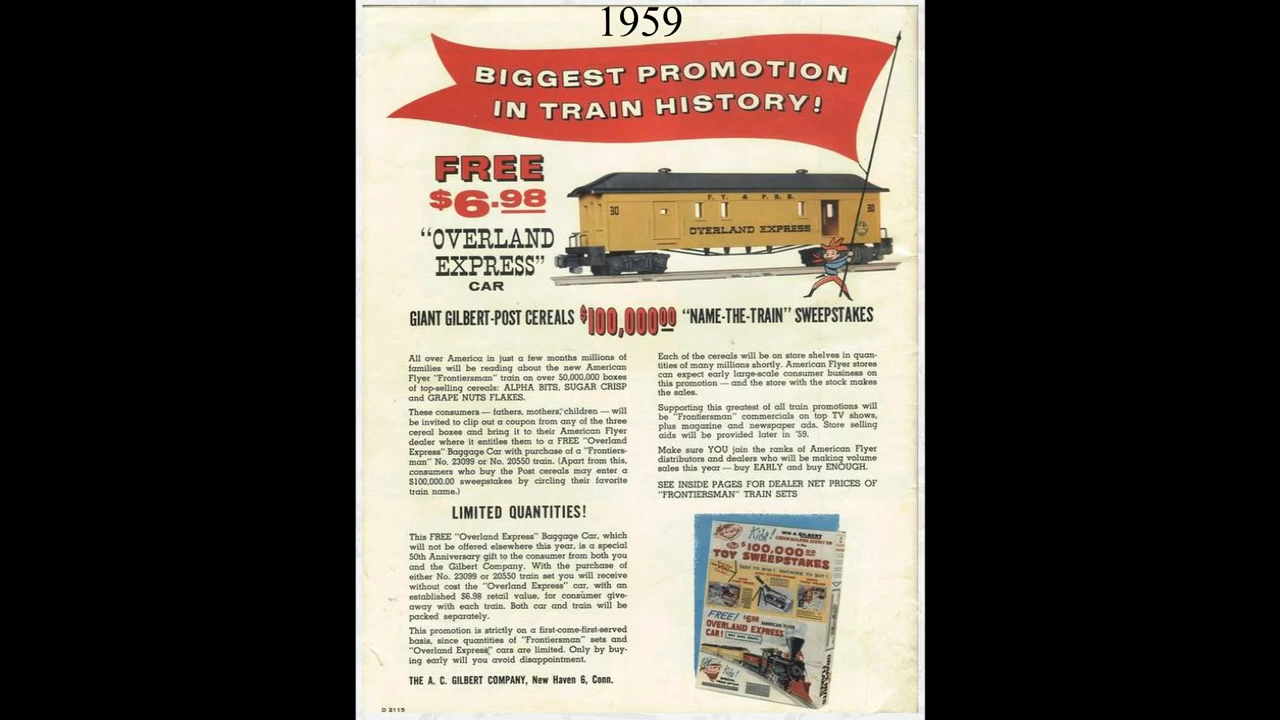 1959
BIGGEST PROMOTION
IN TRAIN HISTORY!
FREE
$6.98
"OVERLAND
EXPRESS"
CAR
F. Y. & P. R.R.
30
30
OVERLAND EXPRESS
GIANT GILBERT-POST CEREALS $100,000.00 "NAME-THE-TRAIN" SWEEPSTAKES
All over America in just a few months millions of
families will be reading about the new American
Flyer "Frontiersman" train on over 50,000,000 boxes
of top-selling cereals: ALPHA BITS, SUGAR CRISP
and GRAPE NUTS FLAKES.
These consumers — fathers, mothers, children — will
be invited to clip out a coupon from any of the three
cereal boxes and bring it to their American Flyer
dealer where it entitles them to a FREE "Overland
Express" Baggage Car with purchase of a "Frontiers-
man" No. 23099 or No. 20550 train. (Apart from this,
consumers who buy the Post cereals may enter a
$100,000.00 sweepstakes by circling their favorite
train name.)
LIMITED QUANTITIES!
This FREE "Overland Express" Baggage Car, which
will not be offered elsewhere this year, is a special
50th Anniversary gift to the consumer from both you
and the Gilbert Company. With the purchase of
either No. 23099 or 20550 train set you will receive
without cost the "Overland Express" car, with an
established $6.98 retail value, for consumer give-
away with each train. Both car and train will be
packed separately.
This promotion is strictly on a first-come-first-served
basis, since quantities of "Frontiersman" sets and
"Overland Express" cars are limited. Only by buy-
ing early will you avoid disappointment.
THE A. C. GILBERT COMPANY, New Haven 6, Conn.
D 2115
Each of the cereals will be on store shelves in quan-
tities of many millions shortly. American Flyer stores
can expect early large-scale consumer business on
this promotion — and the store with the stock makes
the sales.
Supporting this greatest of all train promotions will
be "Frontiersman" commercials on top TV shows,
plus magazine and newspaper ads. Store selling
aids will be provided later in '59.
Make sure YOU join the ranks of American Flyer
distributors and dealers who will be making volume
sales this year — buy EARLY and buy ENOUGH.
SEE INSIDE PAGES FOR DEALER NET PRICES OF
"FRONTIERSMAN" TRAIN SETS
Kids!
$100,000.00
TOY SWEEPSTAKES
FREE! $6.98 AMERICAN FLYER
OVERLAND EXPRESS
CAR!
Kids!